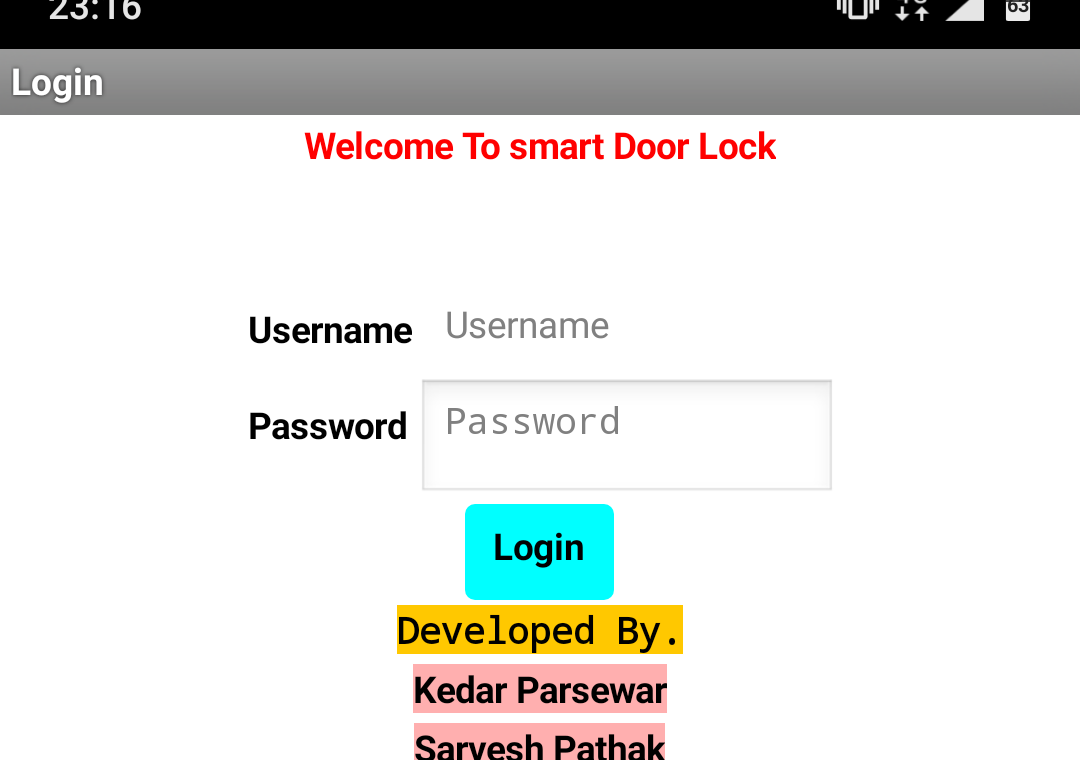 23:16
63
Login
Welcome To smart Door Lock
Username Username
Password Password
Login
Developed By.
Kedar Parsewar
Sarvesh Pathak